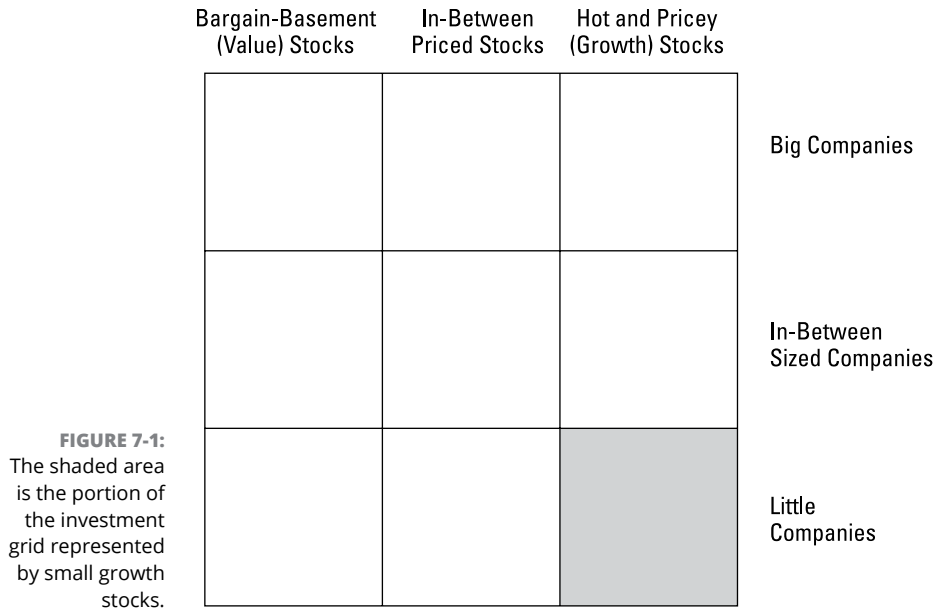 Bargain-Basement
(Value) Stocks
In-Between
Priced Stocks
Hot and Pricey
(Growth) Stocks
Big Companies
In-Between
Sized Companies
Little
Companies
FIGURE 7-1:
The shaded area
is the portion of
the investment
grid represented
by small growth
stocks.